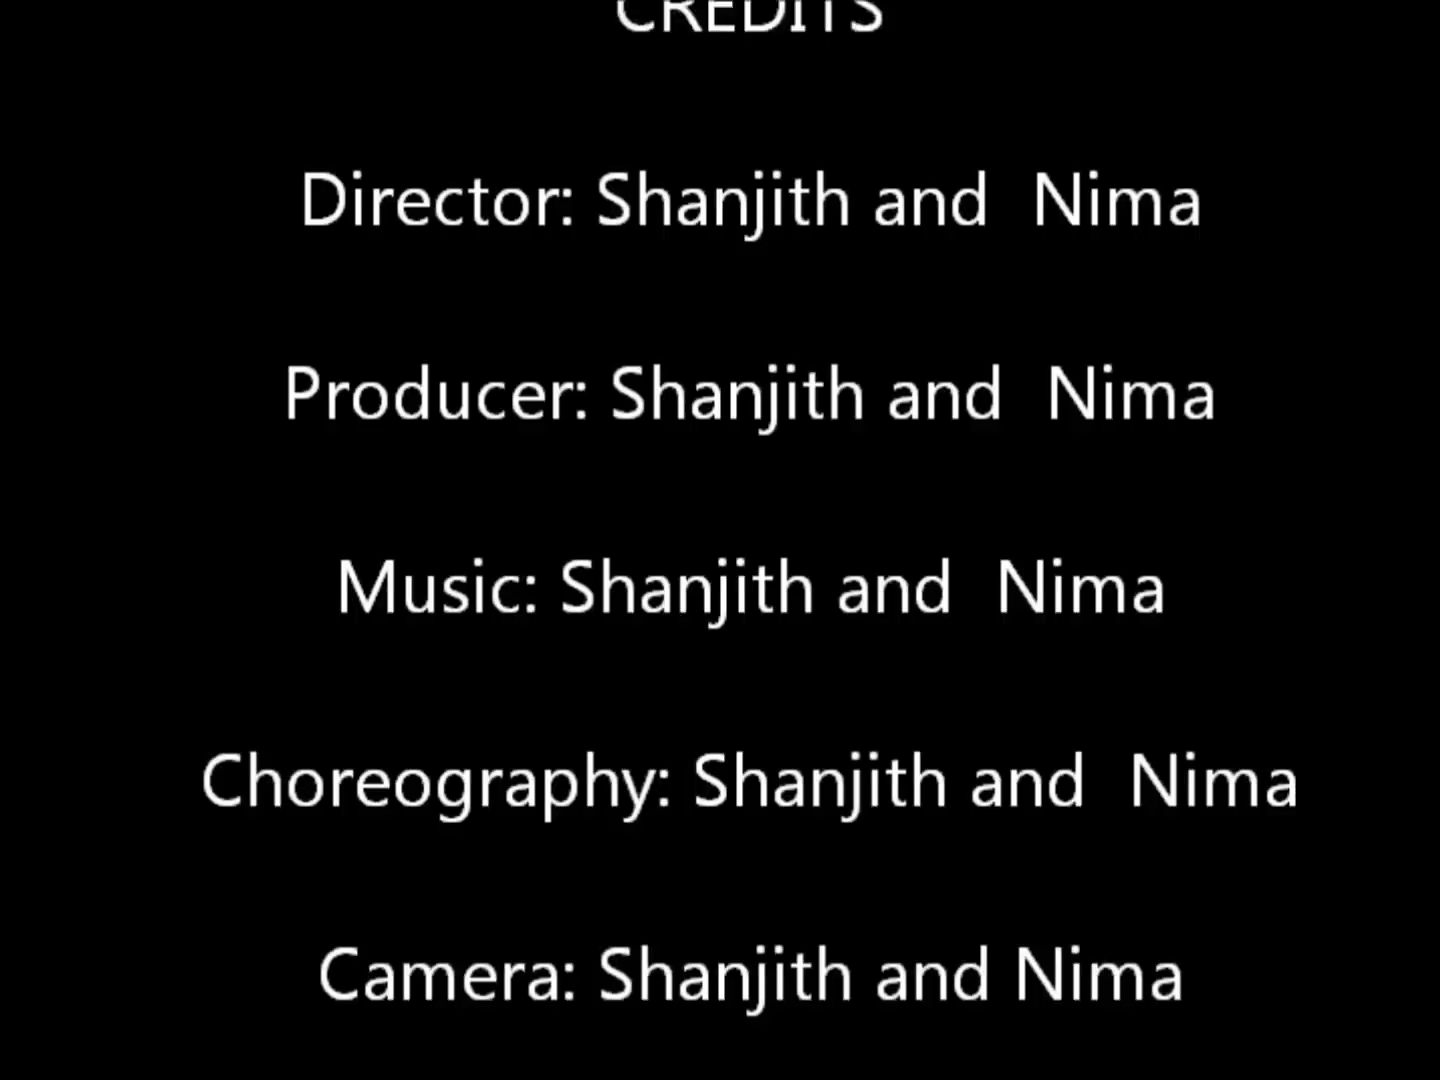 CREDITS
Director: Shanjith and  Nima
Producer: Shanjith and  Nima
Music: Shanjith and  Nima
Choreography: Shanjith and  Nima
Camera: Shanjith and Nima